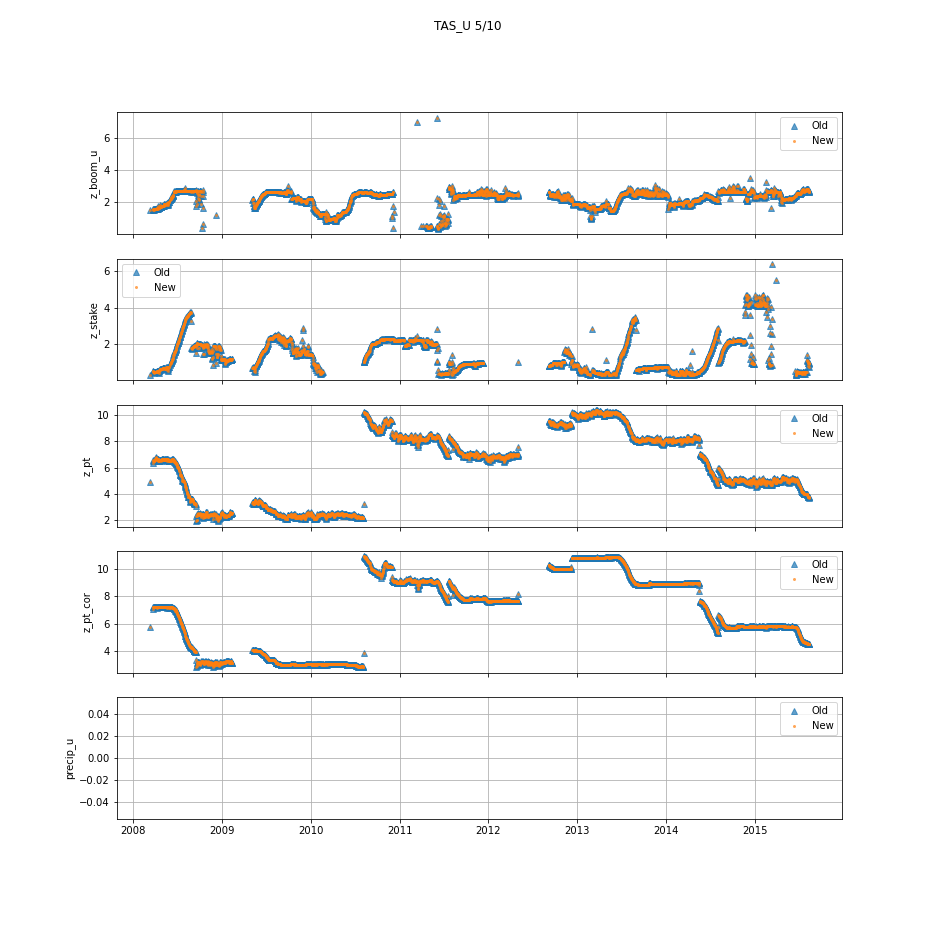 TAS_U 5/10
6
4
2
z_boom_u
Old
New
6
4
2
z_stake
Old
New
10
8
6
4
2
z_pt
Old
New
10
8
6
4
z_pt_cor
Old
New
0.04
0.02
0.00
−0.02
−0.04
precip_u
Old
New
2008 2009 2010 2011 2012 2013 2014 2015